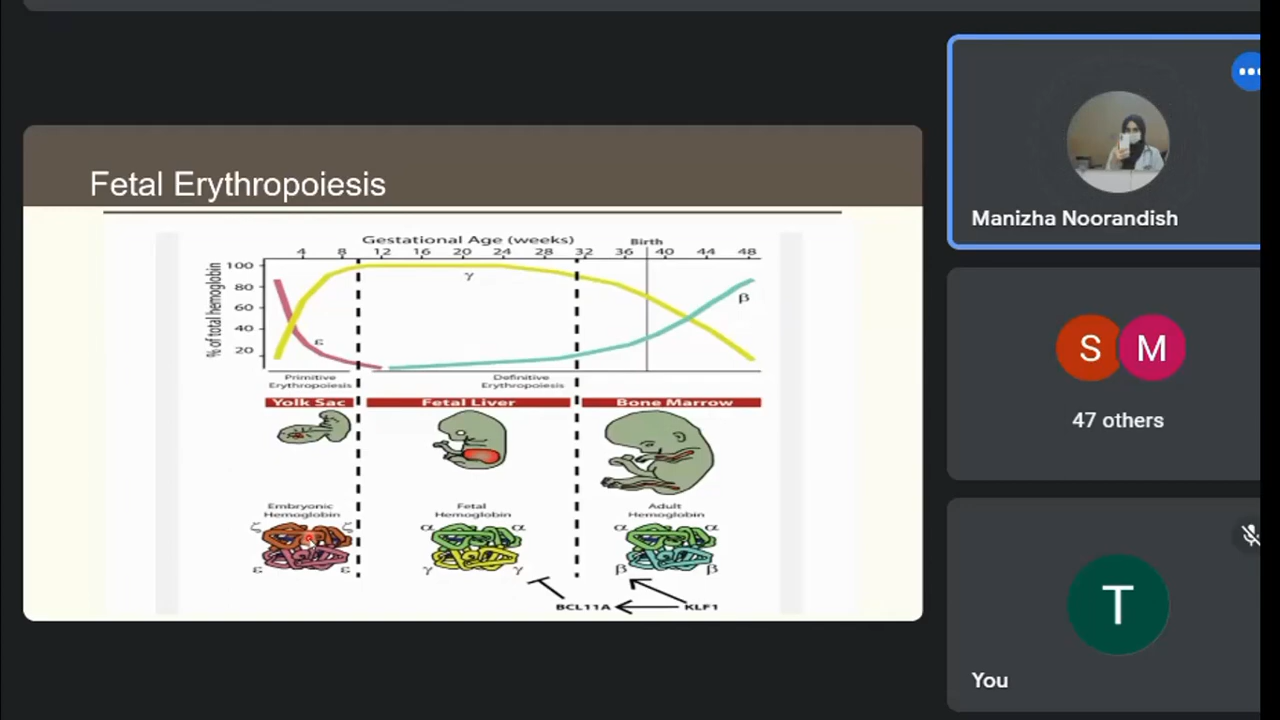 Fetal Erythropoiesis
Gestational Age (weeks)
Birth
4 8 12 16 20 24 28 32 36 40 44 48
% of total hemoglobin
100
80
60
40
20
γ
β
ε
Primitive
Erythropoiesis
Definitive
Erythropoiesis
Yolk Sac
Fetal Liver
Bone Marrow
Embryonic
Hemoglobin
Fetal
Hemoglobin
Adult
Hemoglobin
ζ ζ α α α α
ε ε γ γ β β
BCL11A KLF1
Manizha Noorandish
S M
47 others
T
You